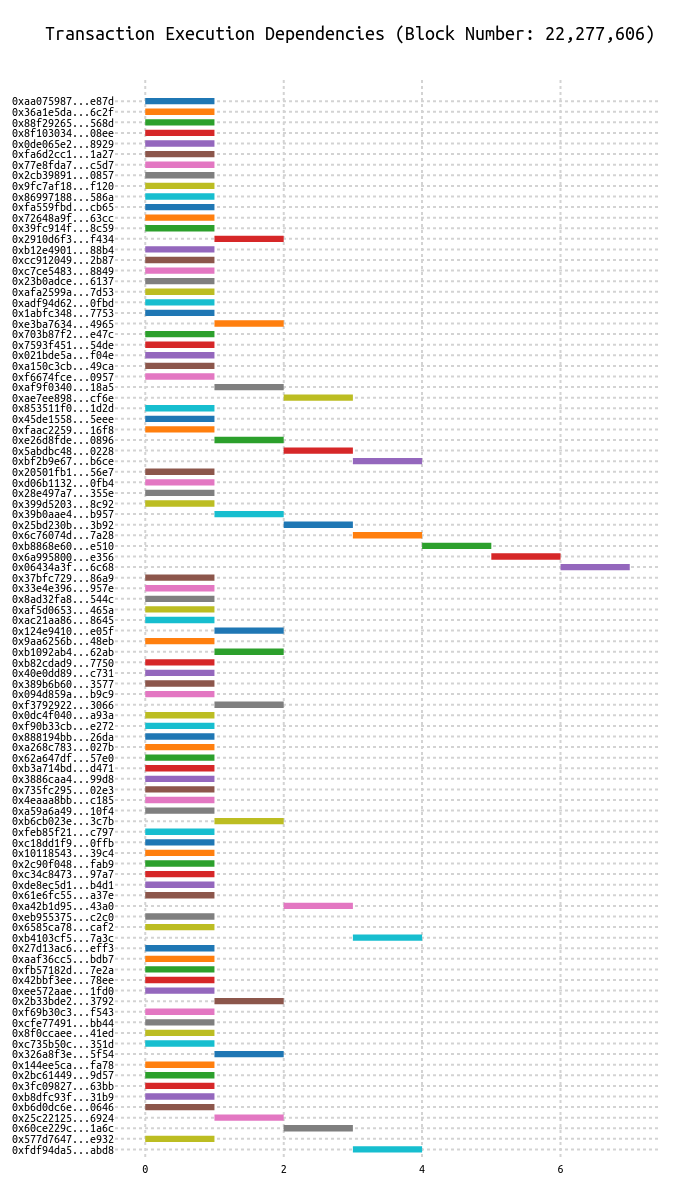 Transaction Execution Dependencies (Block Number: 22,277,606)
0xaa075987...e87d
0x36a1e5da...6c2f
0x88f29265...568d
0x8f103034...08ee
0x0de065e2...8929
0xfa6d2cc1...1a27
0x77e8fda7...c5d7
0x2cb39891...0857
0x9fc7af18...f120
0x86997188...586a
0xfa559fbd...cb65
0x72648a9f...63cc
0x39fc914f...8c59
0x2910d6f3...f434
0xb12e4901...88b4
0xcc912049...2b87
0xc7ce5483...8849
0x23b0adce...6137
0xafa2599a...7d53
0xadf94d62...0fbd
0x1abfc348...7753
0xe3ba7634...4965
0x703b87f2...e47c
0x7593f451...54de
0x021bde5a...f04e
0xa150c3cb...49ca
0xf6674fce...0957
0xaf9f0340...18a5
0xae7ee898...cf6e
0x853511f0...1d2d
0x45de1558...5eee
0xfaac2259...16f8
0xe26d8fde...0896
0x5abdbc48...0228
0xbf2b9e67...b6ce
0x20501fb1...56e7
0xd06b1132...0fb4
0x28e497a7...355e
0x399d5203...8c92
0x39b0aae4...b957
0x25bd230b...3b92
0x6c76074d...7a28
0xb8868e60...e510
0x6a995800...e356
0x06434a3f...6c68
0x37bfc729...86a9
0x33e4e396...957e
0x8ad32fa8...544c
0xaf5d0653...465a
0xac21aa86...8645
0x124e9410...e05f
0x9aa6256b...48eb
0xb1092ab4...62ab
0xb82cdad9...7750
0x40e0dd89...c731
0x389b6b60...3577
0x094d859a...b9c9
0xf3792922...3066
0x0dc4f040...a93a
0xf90b33cb...e272
0x888194bb...26da
0xa268c783...027b
0x62a647df...57e0
0xb3a714bd...d471
0x3886caa4...99d8
0x735fc295...02e3
0x4eaaa8bb...c185
0xa59a6a49...10f4
0xb6cb023e...3c7b
0xfeb85f21...c797
0xc18dd1f9...0ffb
0x10118543...39c4
0x2c90f048...fab9
0xc34c8473...97a7
0xde8ec5d1...b4d1
0x61e6fc55...a37e
0xa42b1d95...43a0
0xeb955375...c2c0
0x6585ca78...caf2
0xb4103cf5...7a3c
0x27d13ac6...eff3
0xaaf36cc5...bdb7
0xfb57182d...7e2a
0x42bbf3ee...78ee
0xee572aae...1fd0
0x2b33bde2...3792
0xf69b30c3...f543
0xcfe77491...bb44
0x8f0ccaee...41ed
0xc735b50c...351d
0x326a8f3e...5f54
0x144ee5ca...fa78
0x2bc61449...9d57
0x3fc09827...63bb
0xb8dfc93f...31b9
0xb6d0dc6e...0646
0x25c22125...6924
0x60ce229c...1a6c
0x577d7647...e932
0xfdf94da5...abd8
0 2 4 6